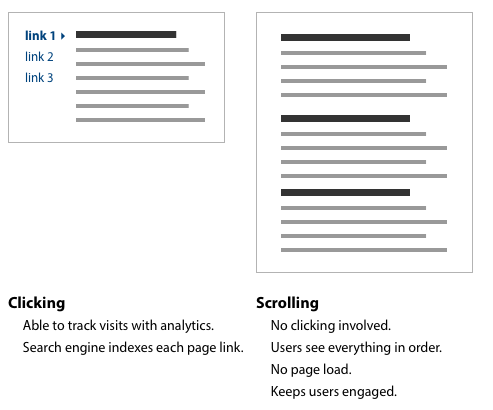 link 1
link 2
link 3
Clicking
Able to track visits with analytics.
Search engine indexes each page link.
Scrolling
No clicking involved.
Users see everything in order.
No page load.
Keeps users engaged.